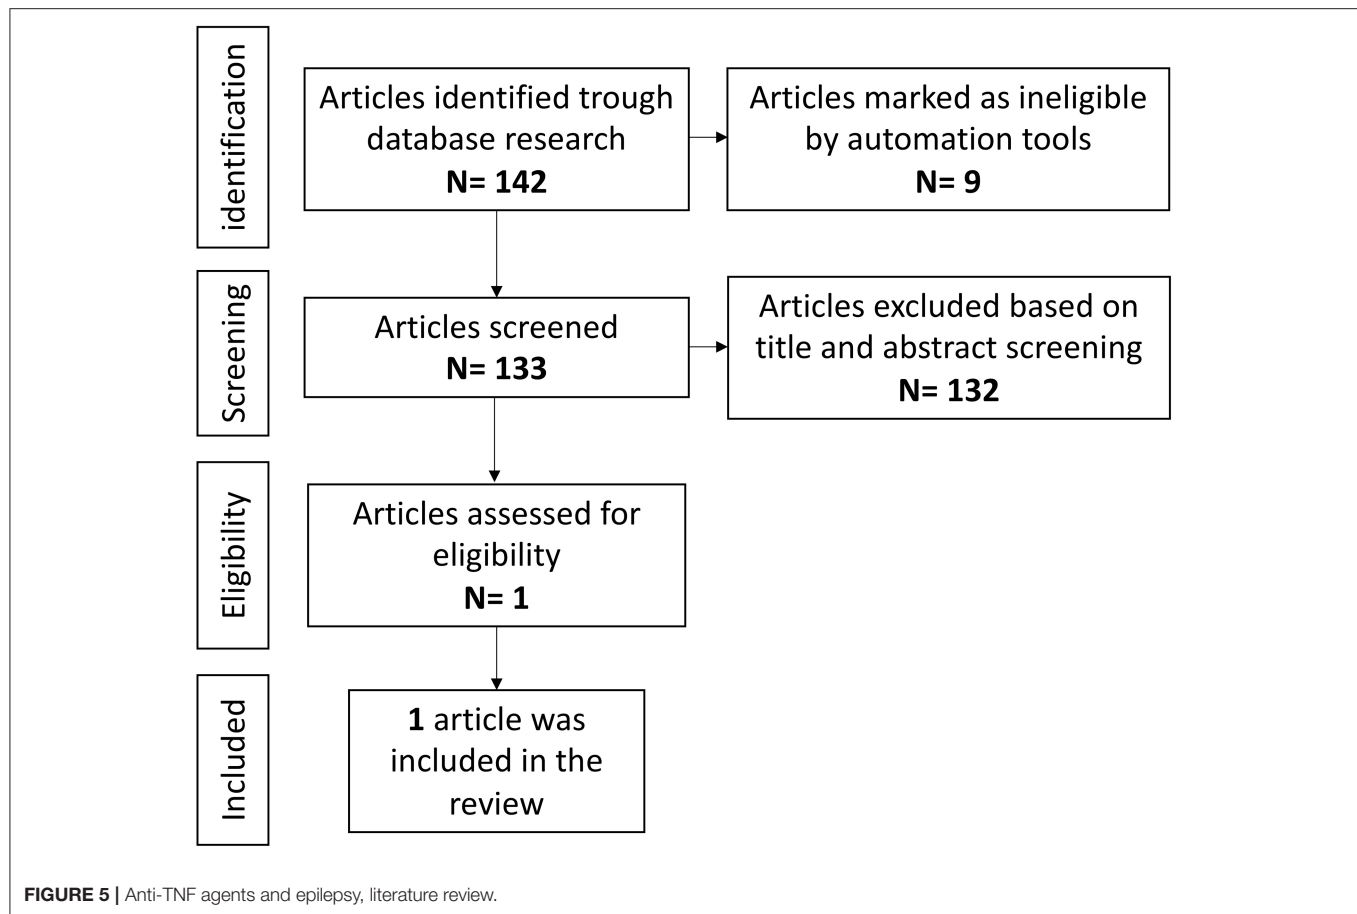 identification
Articles identified trough
database research
N= 142
Articles marked as ineligible
by automation tools
N= 9
Screening
Articles screened
N= 133
Articles excluded based on
title and abstract screening
N= 132
Eligibility
Articles assessed for
eligibility
N= 1
Included
1 article was
included in the
review
FIGURE 5 | Anti-TNF agents and epilepsy, literature review.